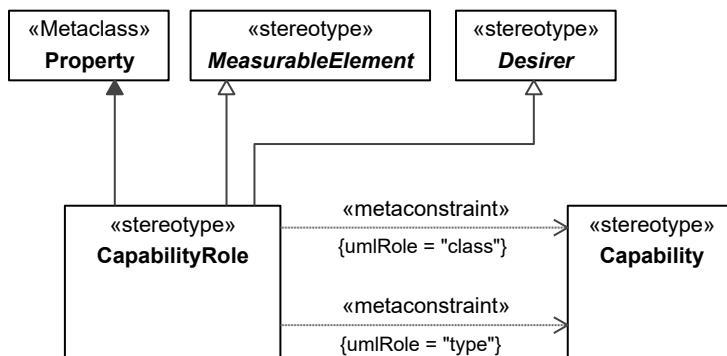 «Metaclass»
Property
«stereotype»
MeasurableElement
«stereotype»
Desirer
«stereotype»
CapabilityRole
«metaconstraint»
{umlRole = "class"}
«metaconstraint»
{umlRole = "type"}
«stereotype»
Capability